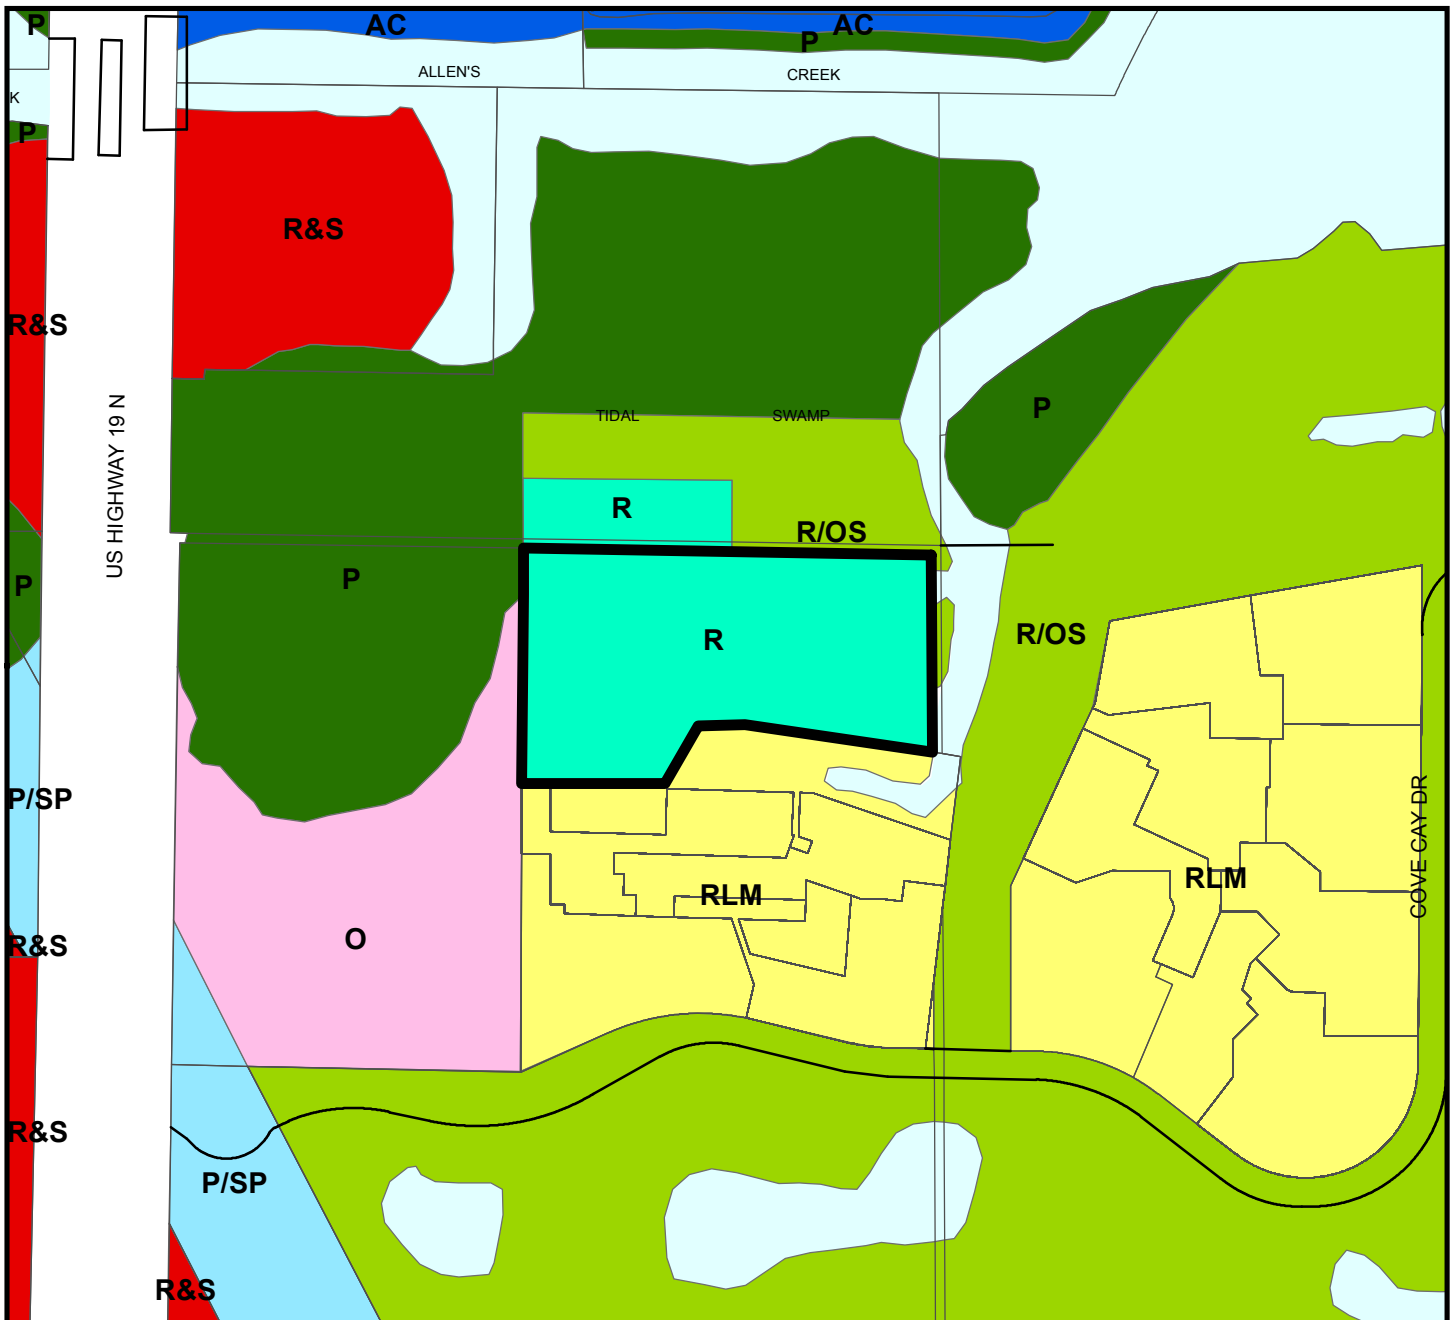 P
AC
AC
P
ALLEN'S
CREEK
K
P
R&S
R&S
US HIGHWAY 19 N
P
TIDAL
SWAMP
R
R/OS
P
P
R
R/OS
P/SP
COVE CAY DR
RLM
RLM
O
R&S
R&S
P/SP
R&S